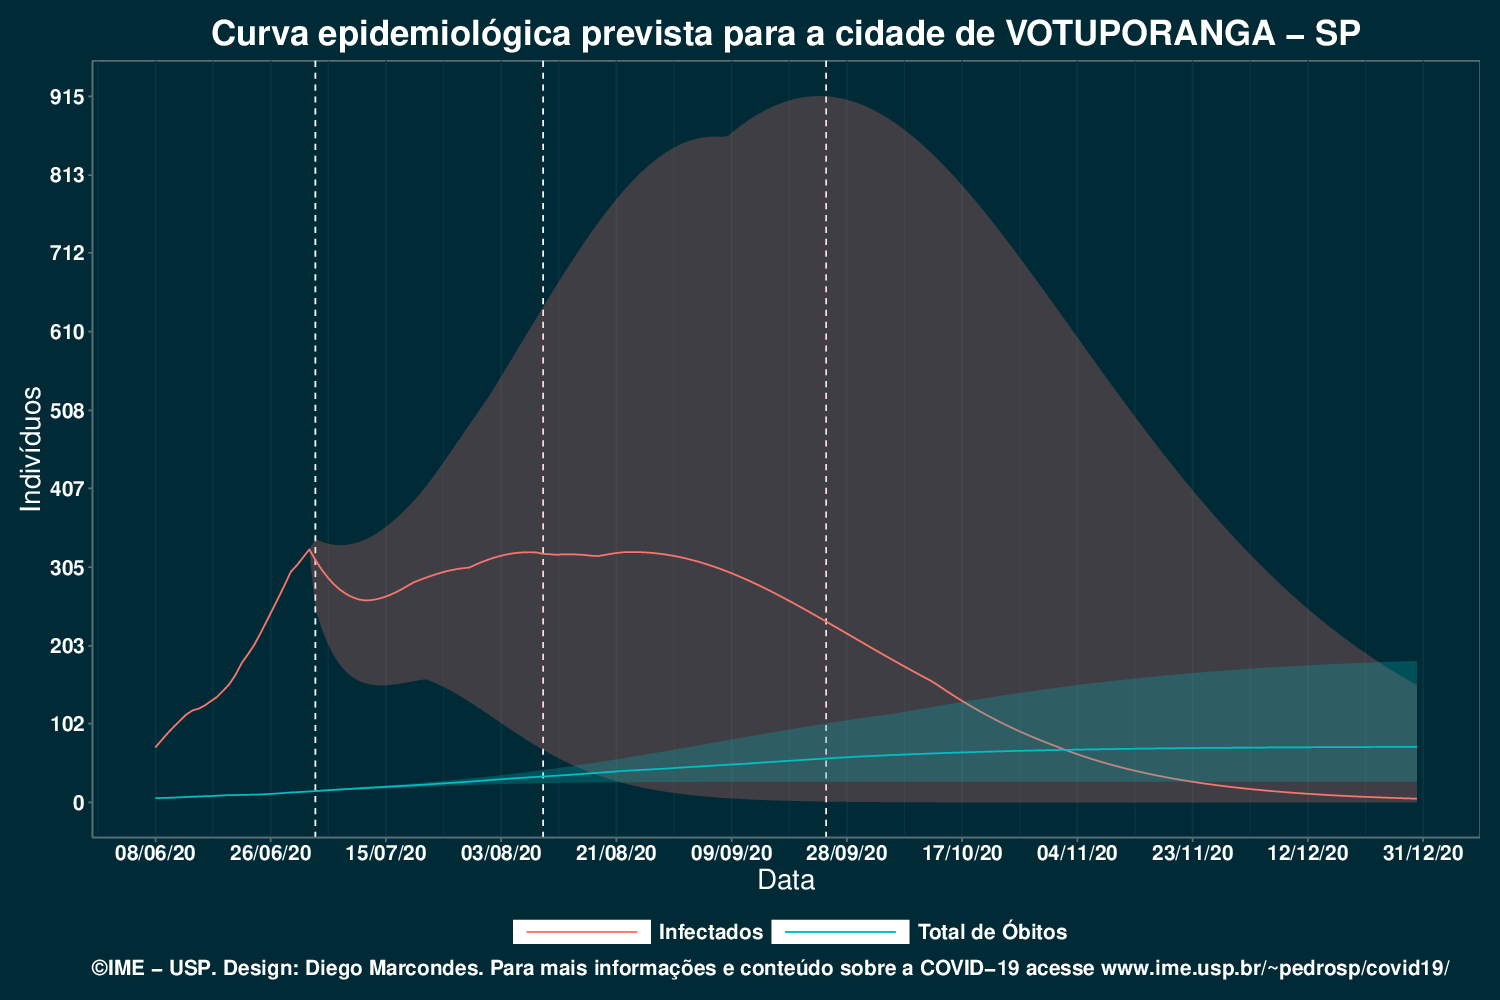 Curva epidemiológica prevista para a cidade de VOTUPORANGA – SP
915
813
712
610
508
407
305
203
102
0
Indivíduos
08/06/20 26/06/20 15/07/20 03/08/20 21/08/20 09/09/20 28/09/20 17/10/20 04/11/20 23/11/20 12/12/20 31/12/20
Data
Infectados Total de Óbitos
©IME – USP. Design: Diego Marcondes. Para mais informações e conteúdo sobre a COVID–19 acesse www.ime.usp.br/~pedrosp/covid19/